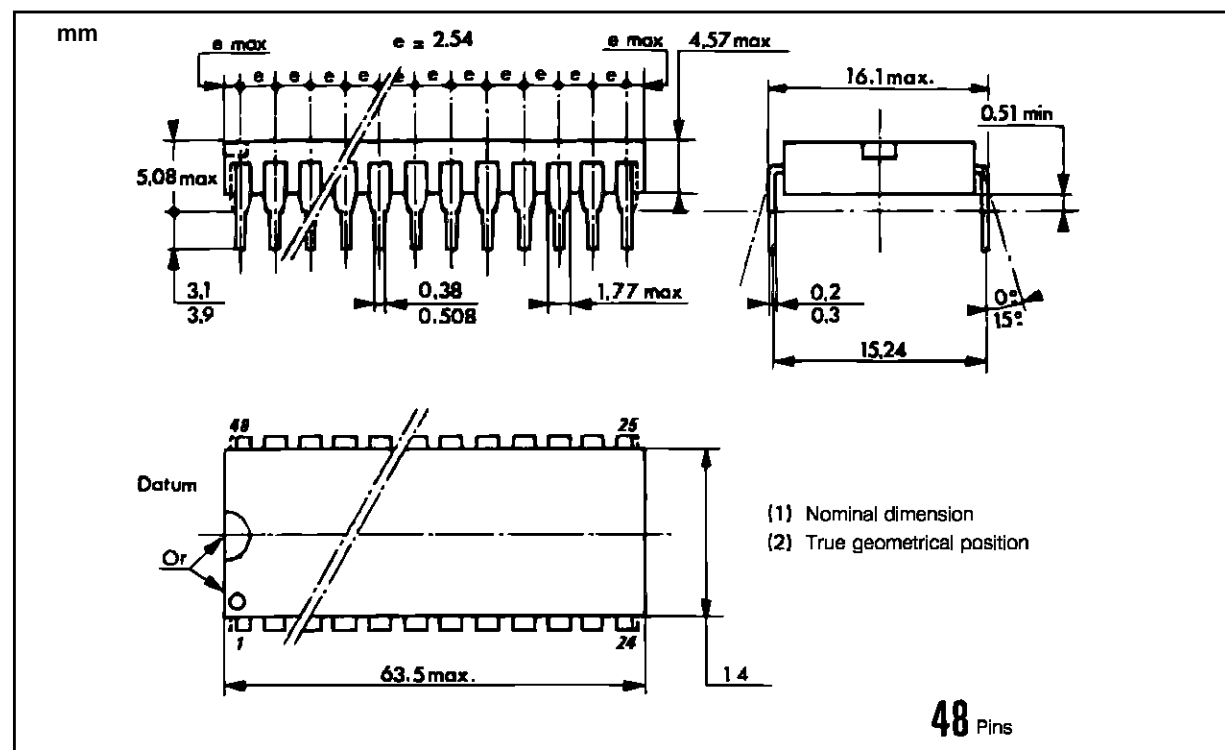 mm
e max
e = 2.54
e max
4,57 max
e e e e e e e e e e e
5,08 max
3,1
3,9
0,38
0.508
1,77 max
16.1 max.
0.51 min
0,2
0,3
0°
15°
15,24
48
25
Datum
Or
1
24
63.5 max.
14
(1) Nominal dimension
(2) True geometrical position
48 Pins